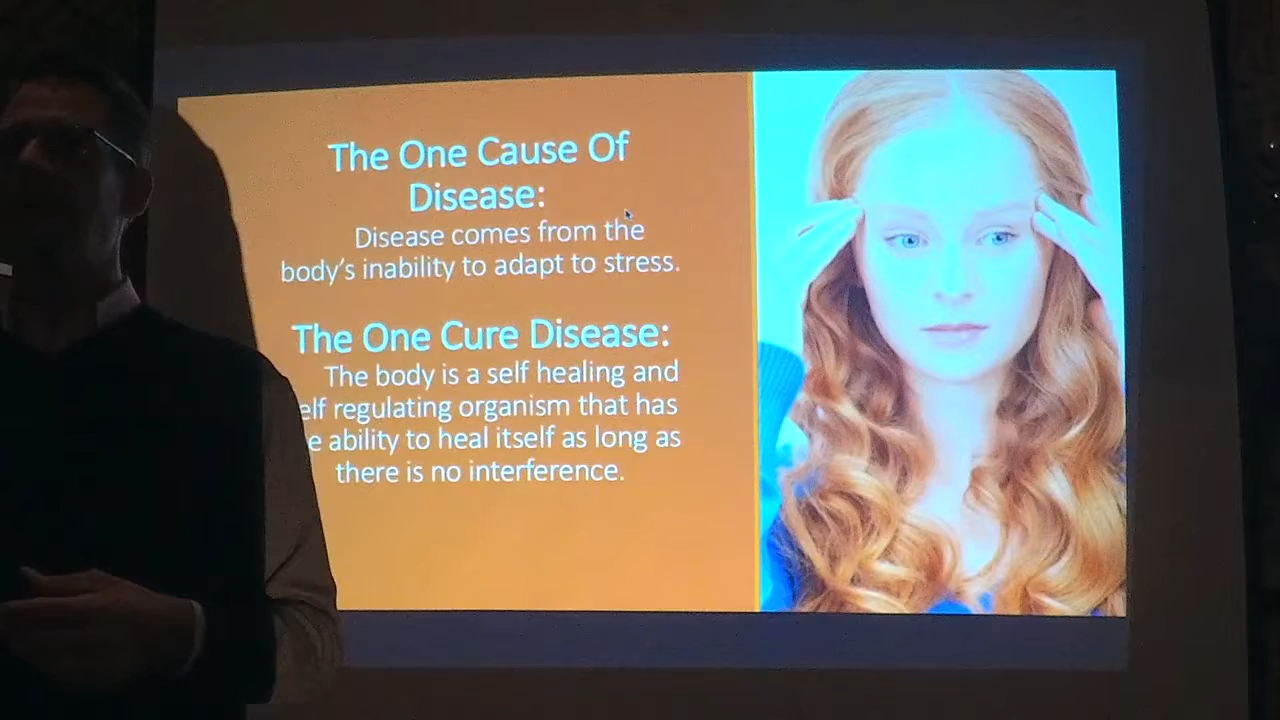 The One Cause Of
Disease:
Disease comes from the
body's inability to adapt to stress.
The One Cure Disease:
The body is a self healing and
elf regulating organism that has
e ability to heal itself as long as
there is no interference.